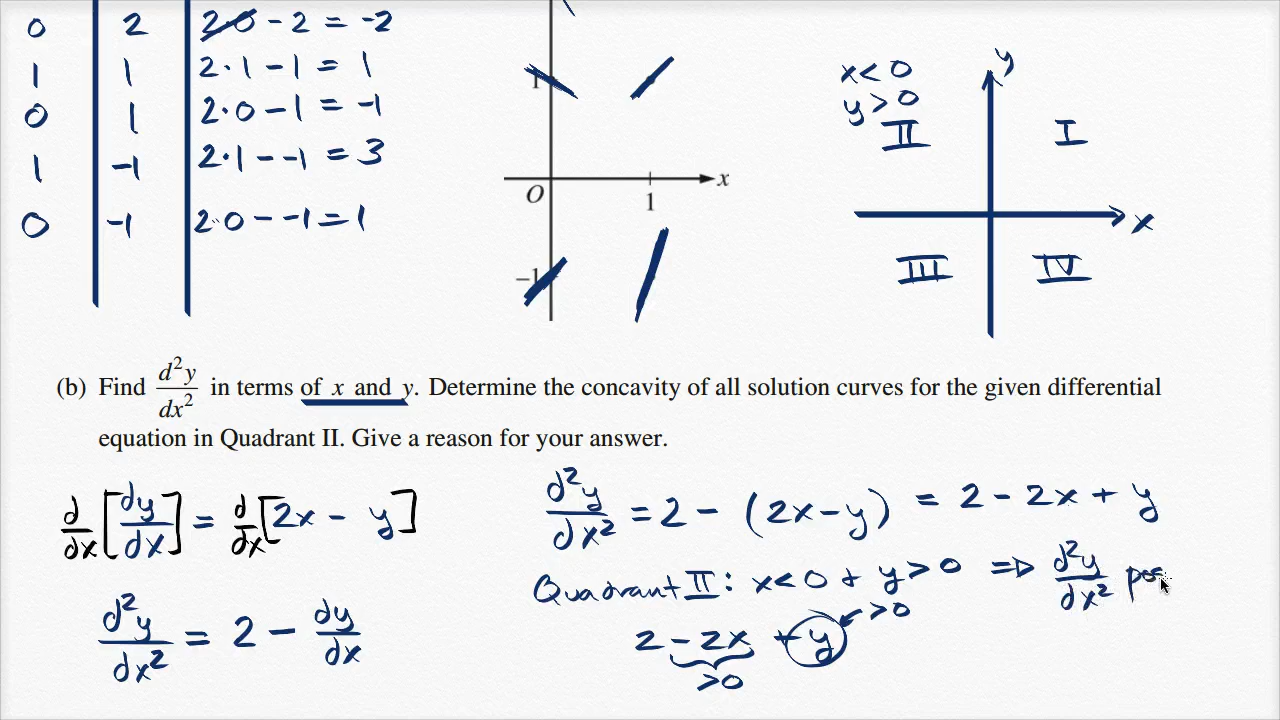 0 2 2·0 - 2 = -2
1 1 2·1 - 1 = 1
0 1 2·0 - 1 = -1
1 -1 2·1 - -1 = 3
0 -1 2·0 - -1 = 1
1
O
1
x
−1
x < 0
y > 0
II
I
III
IV
y
x
(b) Find d²y/dx² in terms of x and y. Determine the concavity of all solution curves for the given differential
equation in Quadrant II. Give a reason for your answer.
d/dx [dy/dx] = d/dx [2x - y]
d²y/dx² = 2 - dy/dx
d²y/dx² = 2 - (2x-y) = 2 - 2x + y
Quadrant II: x<0 + y>0 ⇒ d²y/dx² pos
2 - 2x + y >0
>0